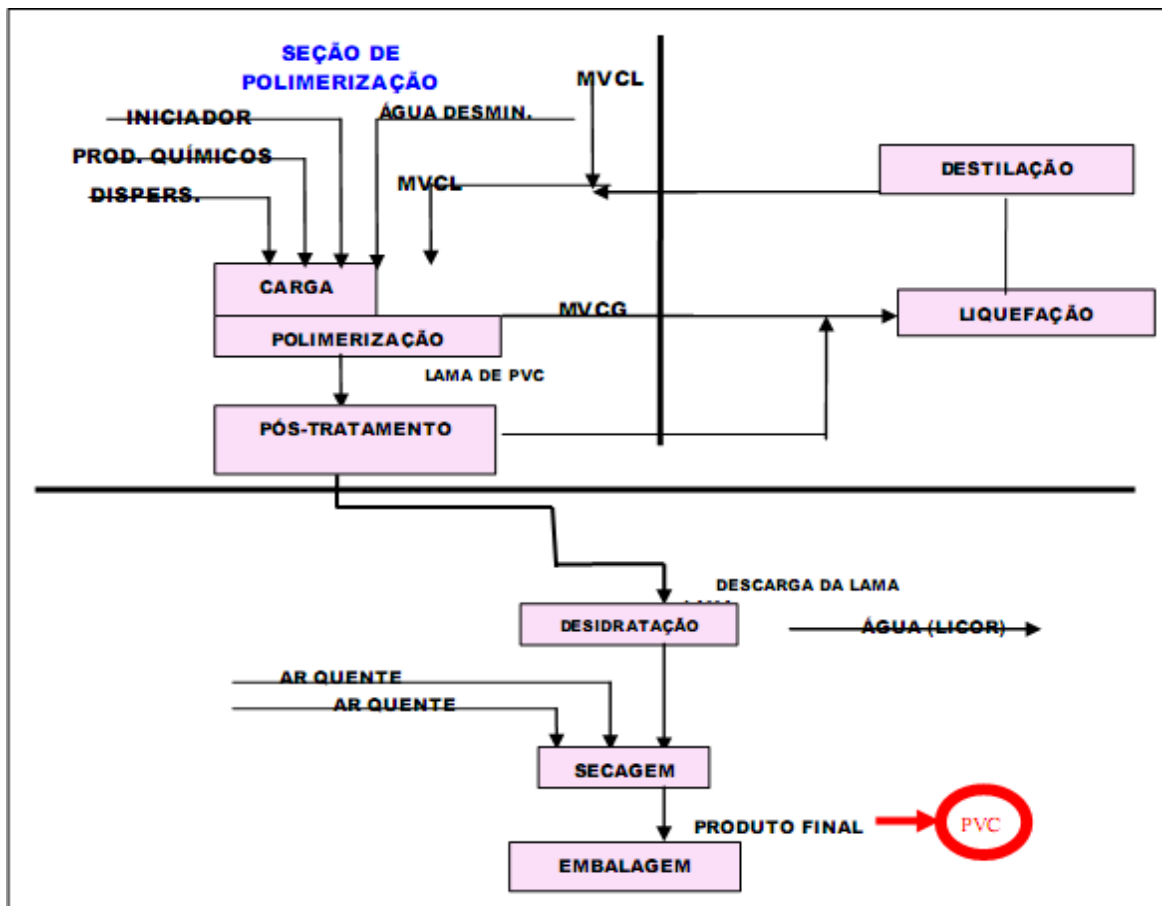 SEÇÃO DE
POLIMERIZAÇÃO
MVCL
INICIADOR
ÁGUA DESMIN.
PROD. QUÍMICOS
MVCL
DISPERS.
DESTILAÇÃO
CARGA
MVCG
LIQUEFAÇÃO
POLIMERIZAÇÃO
LAMA DE PVC
PÓS-TRATAMENTO
DESCARGA DA LAMA
DESIDRATAÇÃO
ÁGUA (LICOR)
AR QUENTE
AR QUENTE
SECAGEM
PRODUTO FINAL
PVC
EMBALAGEM